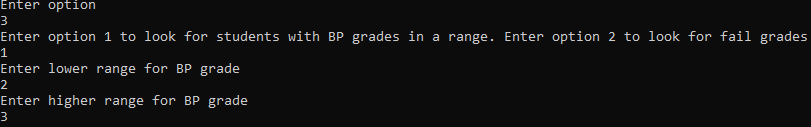 Enter option
3
Enter option 1 to look for students with BP grades in a range. Enter option 2 to look for fail grades
1
Enter lower range for BP grade
2
Enter higher range for BP grade
3